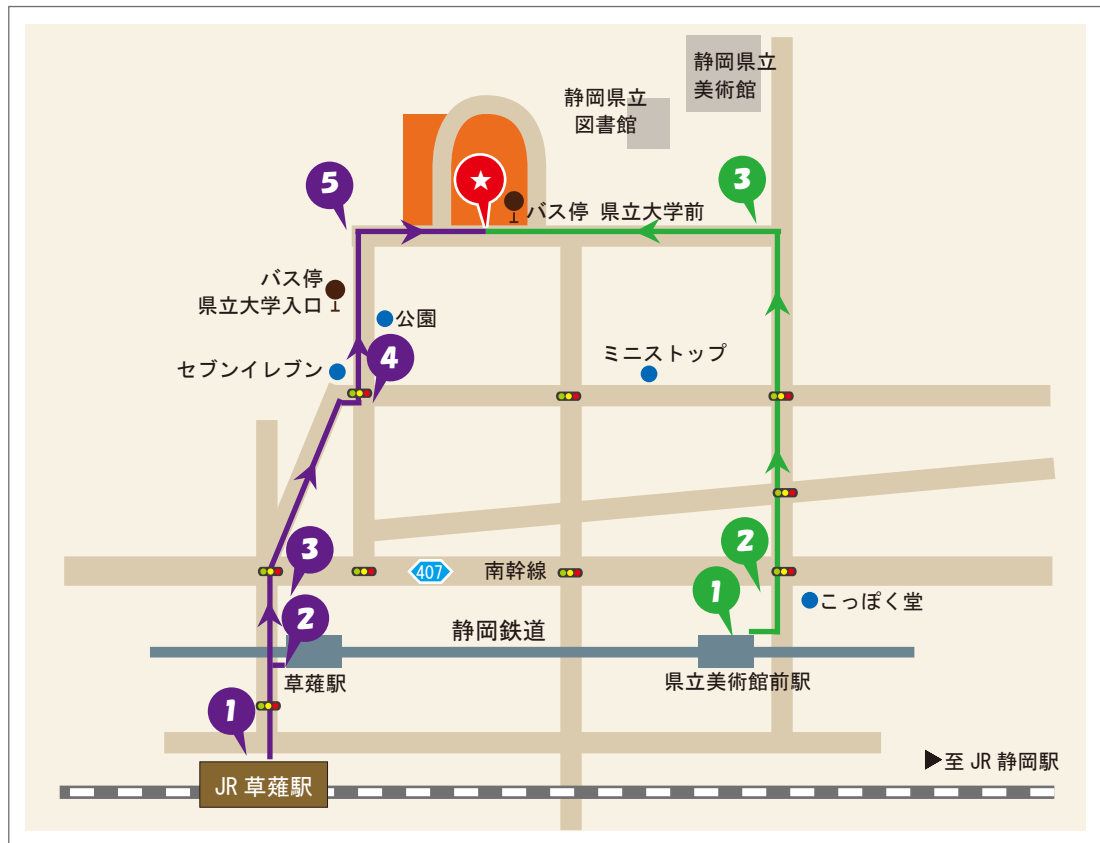 静岡県立
美術館
静岡県立
図書館
5
3
バス停 県立大学前
バス停
県立大学入口
公園
4
ミニストップ
セブンイレブン
3
2
407
南幹線
1
こっぽく堂
2
静岡鉄道
草薙駅
県立美術館前駅
1
至 JR 静岡駅
JR 草薙駅